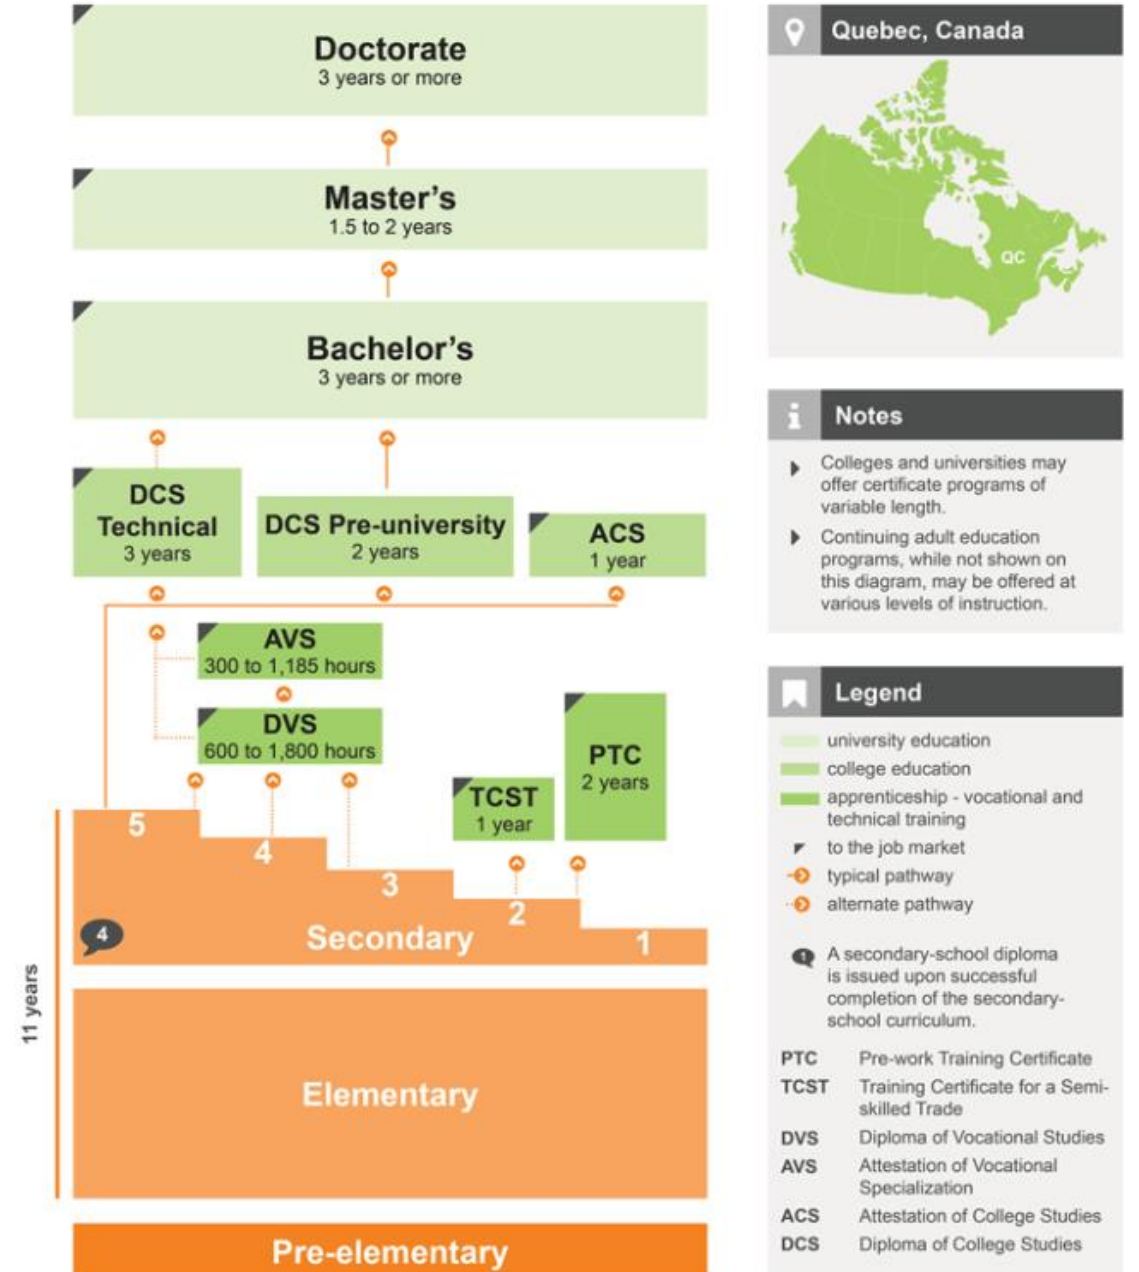 Doctorate
3 years or more
Master's
1.5 to 2 years
Bachelor's
3 years or more
DCS
Technical
3 years
DCS Pre-university
2 years
ACS
1 year
AVS
300 to 1,185 hours
DVS
600 to 1,800 hours
PTC
2 years
TCST
1 year
5
4
3
2
1
4
Secondary
11 years
Elementary
Pre-elementary
Quebec, Canada
QC
Notes
Colleges and universities may
offer certificate programs of
variable length.
Continuing adult education
programs, while not shown on
this diagram, may be offered at
various levels of instruction.
Legend
university education
college education
apprenticeship - vocational and
technical training
to the job market
typical pathway
alternate pathway
1 A secondary-school diploma
is issued upon successful
completion of the secondary-
school curriculum.
PTC Pre-work Training Certificate
TCST Training Certificate for a Semi-
skilled Trade
DVS Diploma of Vocational Studies
AVS Attestation of Vocational
Specialization
ACS Attestation of College Studies
DCS Diploma of College Studies